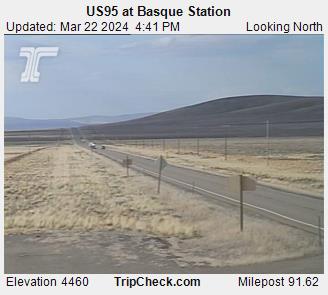 US95 at Basque Station
Updated: Mar 22 2024 4:41 PM Looking North
Elevation 4460 TripCheck.com Milepost 91.62